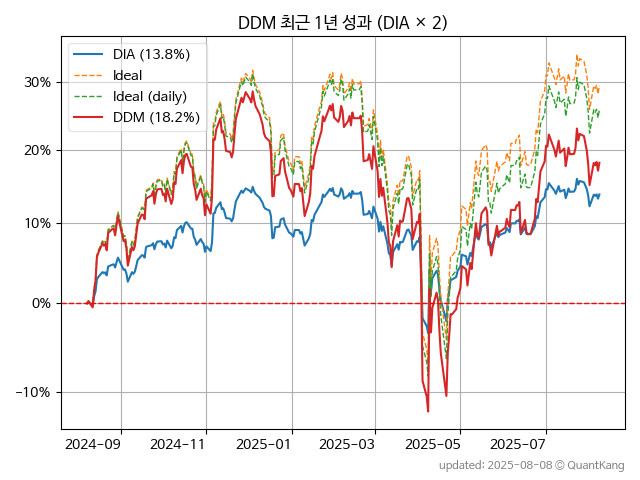 DDM 최근 1년 성과 (DIA × 2)
DIA (13.8%)
Ideal
Ideal (daily)
DDM (18.2%)
30%
20%
10%
0%
−10%
2024-09 2024-11 2025-01 2025-03 2025-05 2025-07
updated: 2025-08-08 © QuantKang